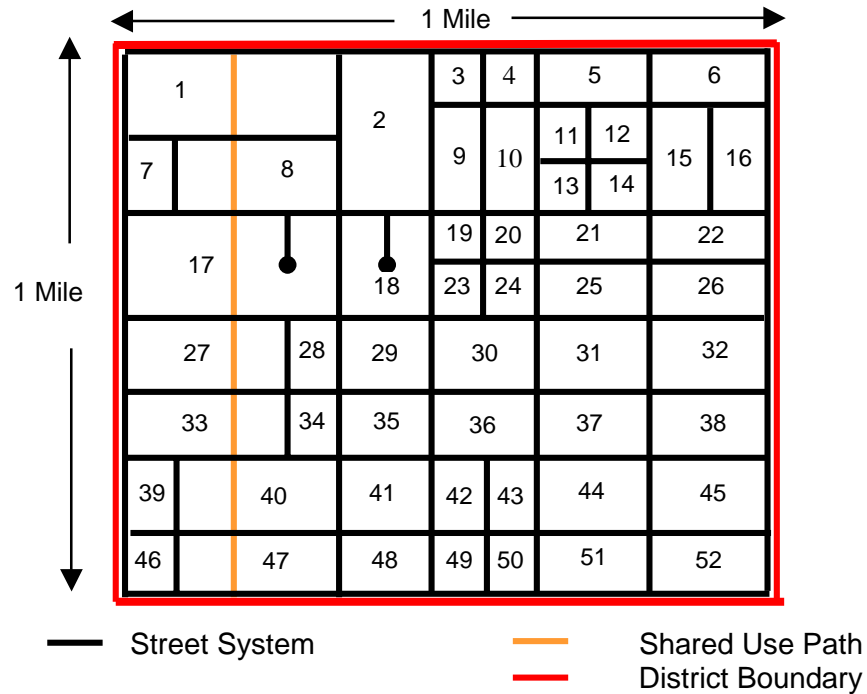 1 Mile
3 4 5 6
1
2
11 12
7 8 9 10 15 16
13 14
19 20 21 22
17
1 Mile 18 23 24 25 26
27 28 29 30 31 32
33 34 35 36 37 38
39 40 41 42 43 44 45
46 47 48 49 50 51 52
Street System Shared Use Path
District Boundary